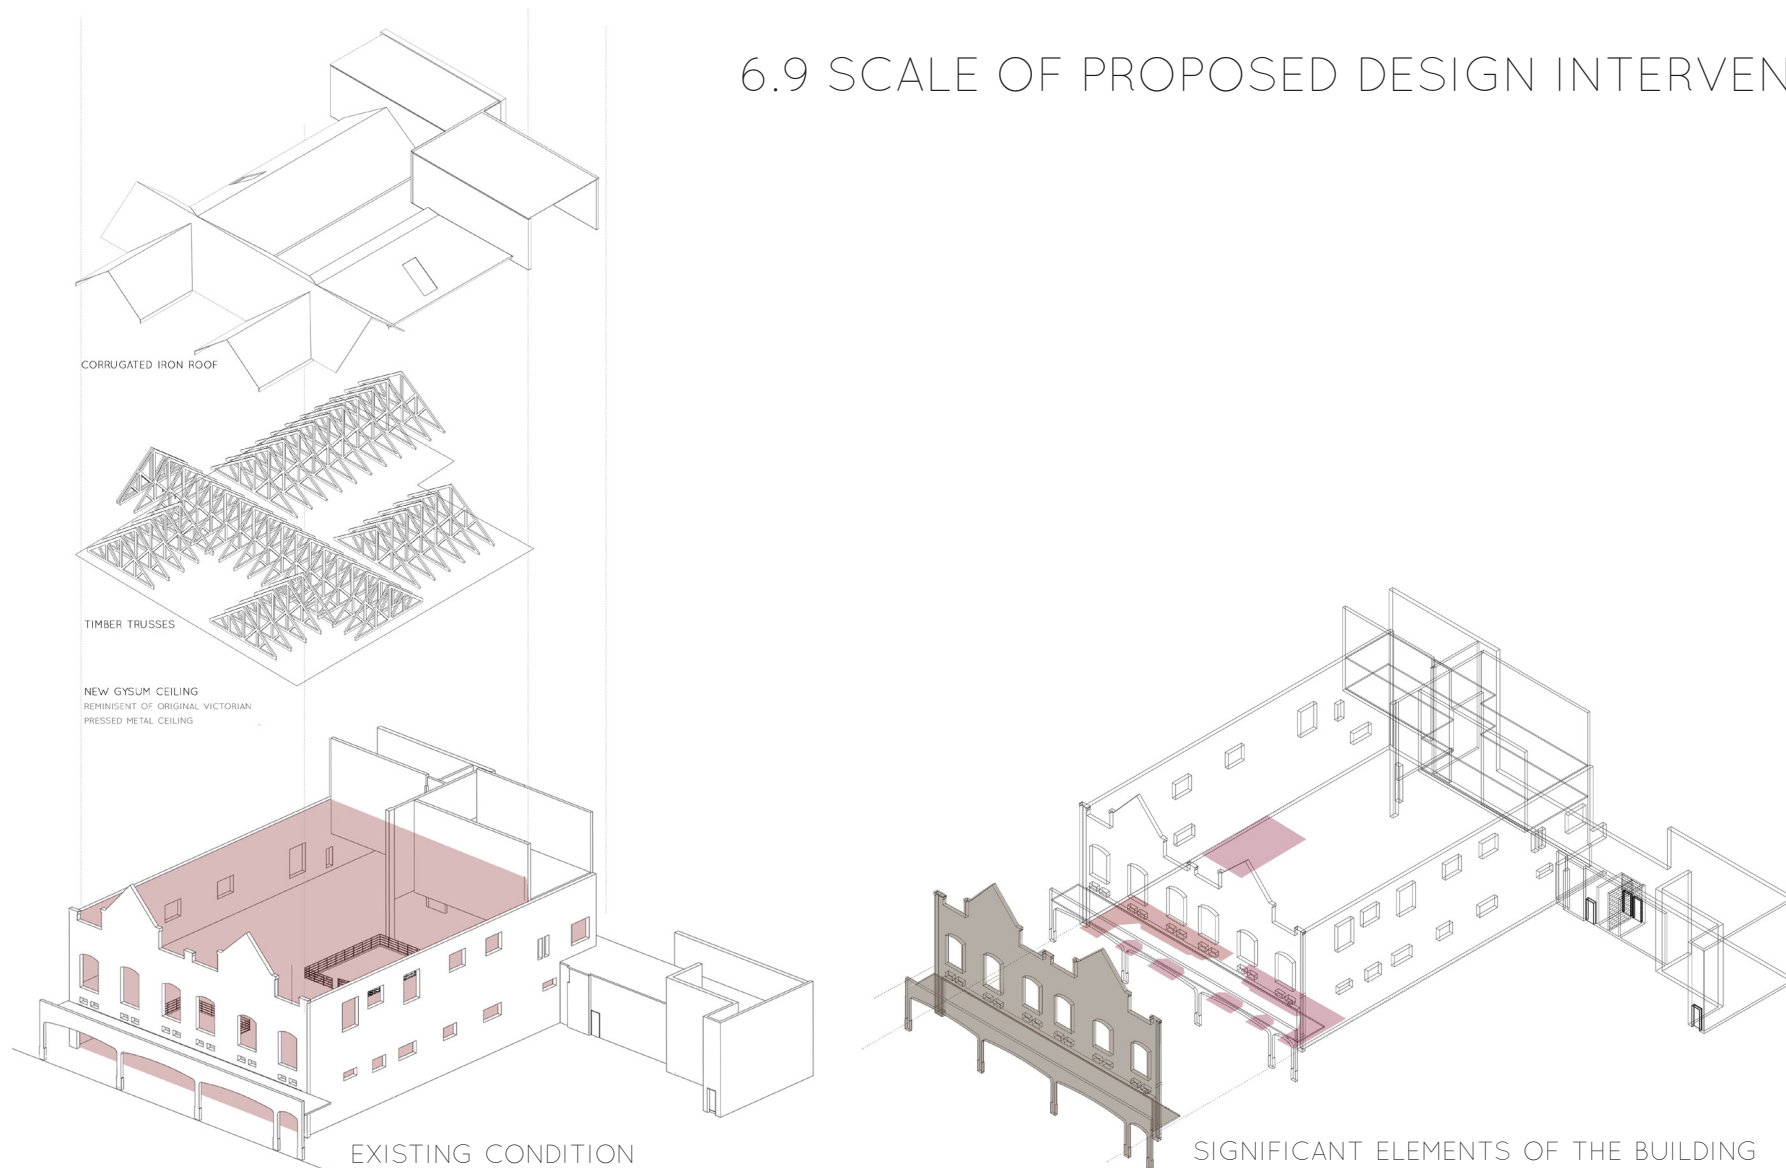 6.9 SCALE OF PROPOSED DESIGN INTERVEN
CORRUGATED IRON ROOF
TIMBER TRUSSES
NEW GYSUM CEILING
REMINISENT OF ORIGINAL VICTORIAN
PRESSED METAL CEILING
EXISTING CONDITION
SIGNIFICANT ELEMENTS OF THE BUILDING